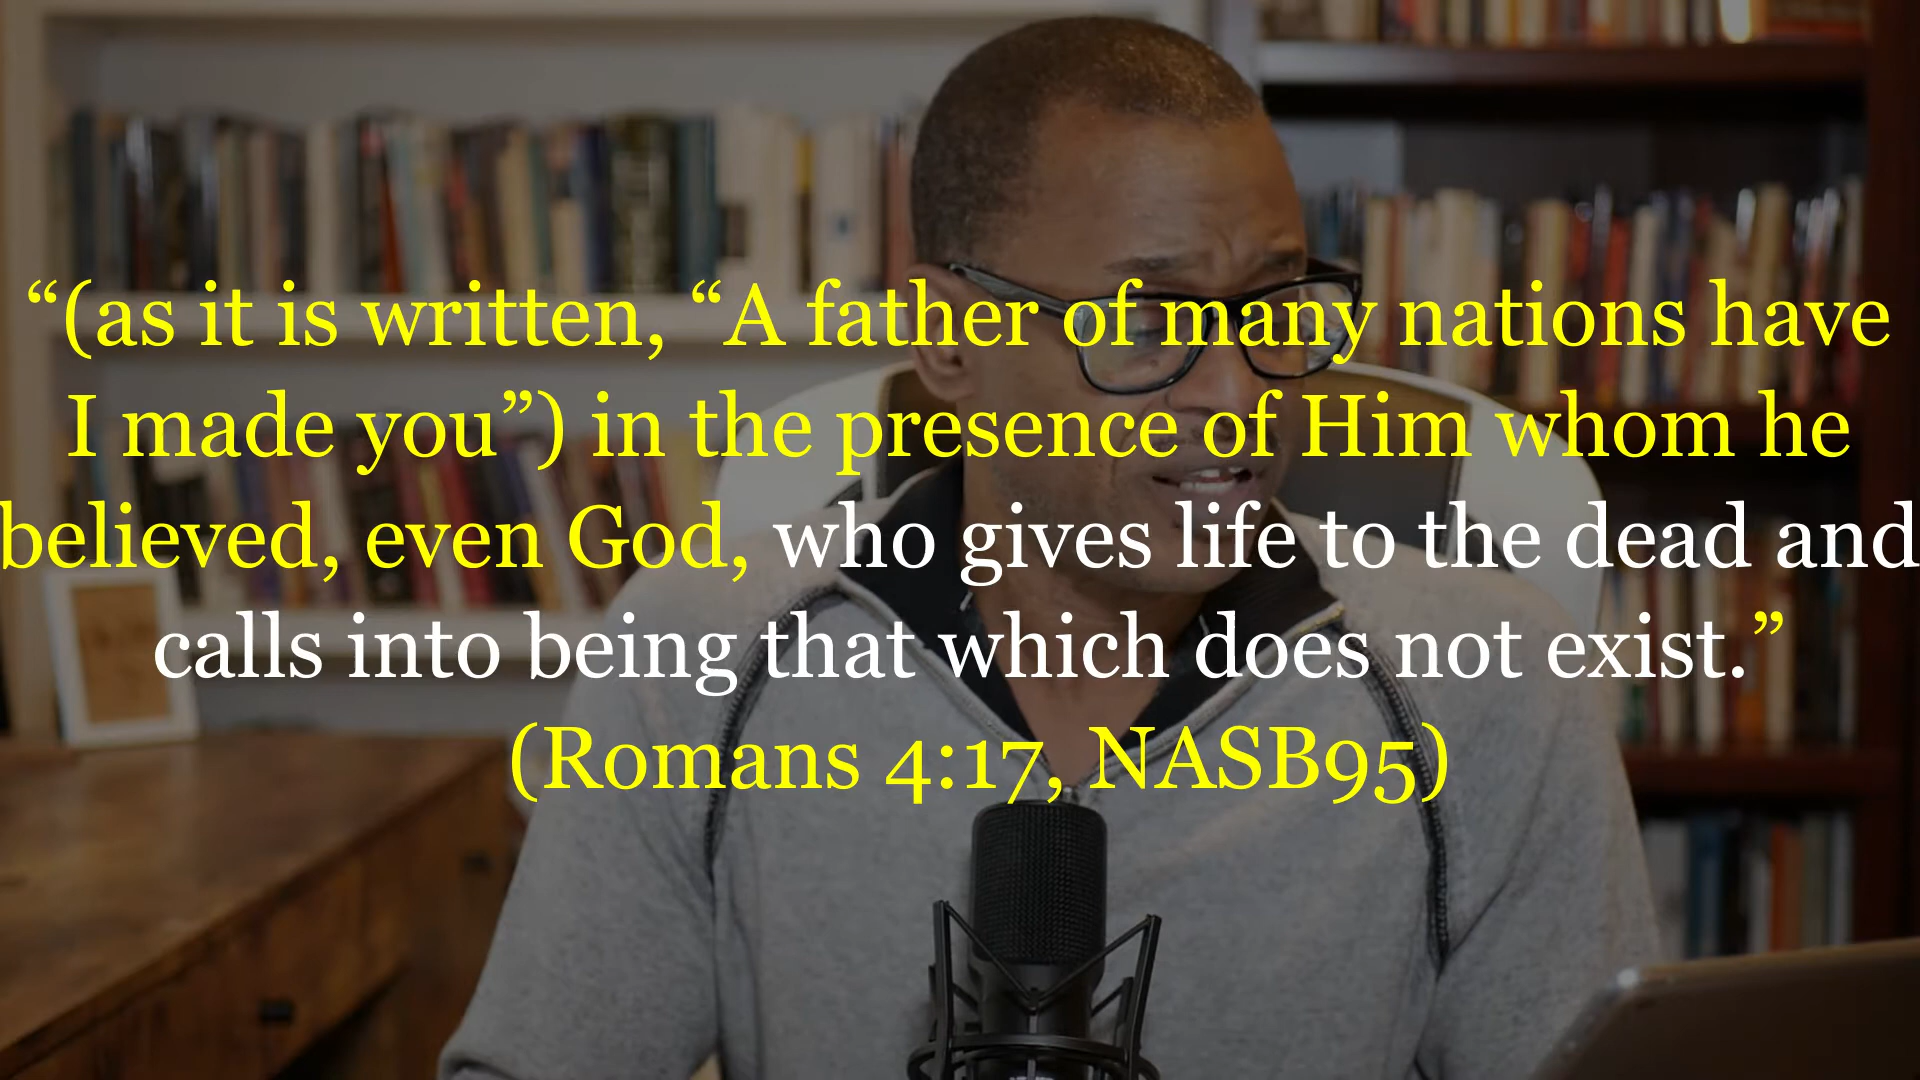 “(as it is written, “A father of many nations have
I made you”) in the presence of Him whom he
believed, even God, who gives life to the dead and
calls into being that which does not exist.”
(Romans 4:17, NASB95)